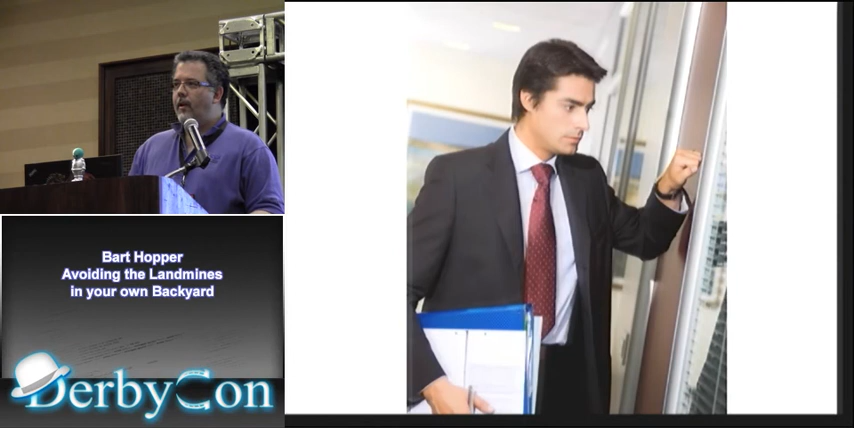 Bart Hopper
Avoiding the Landmines
in your own Backyard
DerbyCon